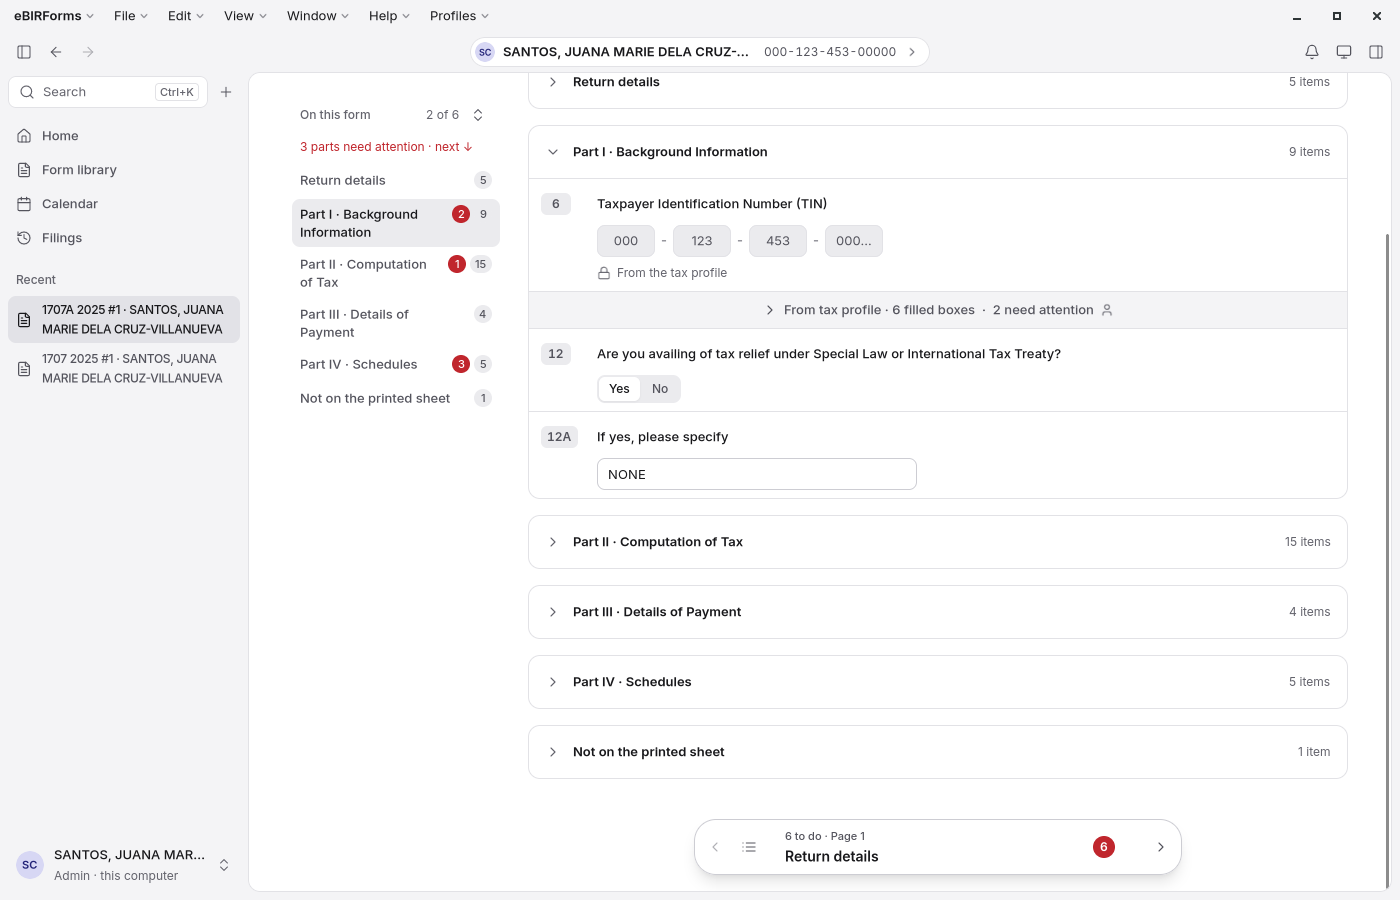 eBIRForms File Edit View Window Help Profiles
SC SANTOS, JUANA MARIE DELA CRUZ-... 000-123-453-00000
Search Ctrl+K
Home
Form library
Calendar
Filings
Recent
1707A 2025 #1 · SANTOS, JUANA
MARIE DELA CRUZ-VILLANUEVA
1707 2025 #1 · SANTOS, JUANA
MARIE DELA CRUZ-VILLANUEVA
SC SANTOS, JUANA MAR...
Admin · this computer
On this form 2 of 6
3 parts need attention · next ↓
Return details 5
Part I · Background 2 9
Information
Part II · Computation 1 15
of Tax
Part III · Details of 4
Payment
Part IV · Schedules 3 5
Not on the printed sheet 1
Return details 5 items
Part I · Background Information 9 items
6 Taxpayer Identification Number (TIN)
000 - 123 - 453 - 000...
From the tax profile
From tax profile · 6 filled boxes · 2 need attention
12 Are you availing of tax relief under Special Law or International Tax Treaty?
Yes No
12A If yes, please specify
NONE
Part II · Computation of Tax 15 items
Part III · Details of Payment 4 items
Part IV · Schedules 5 items
Not on the printed sheet 1 item
6 to do · Page 1
Return details 6